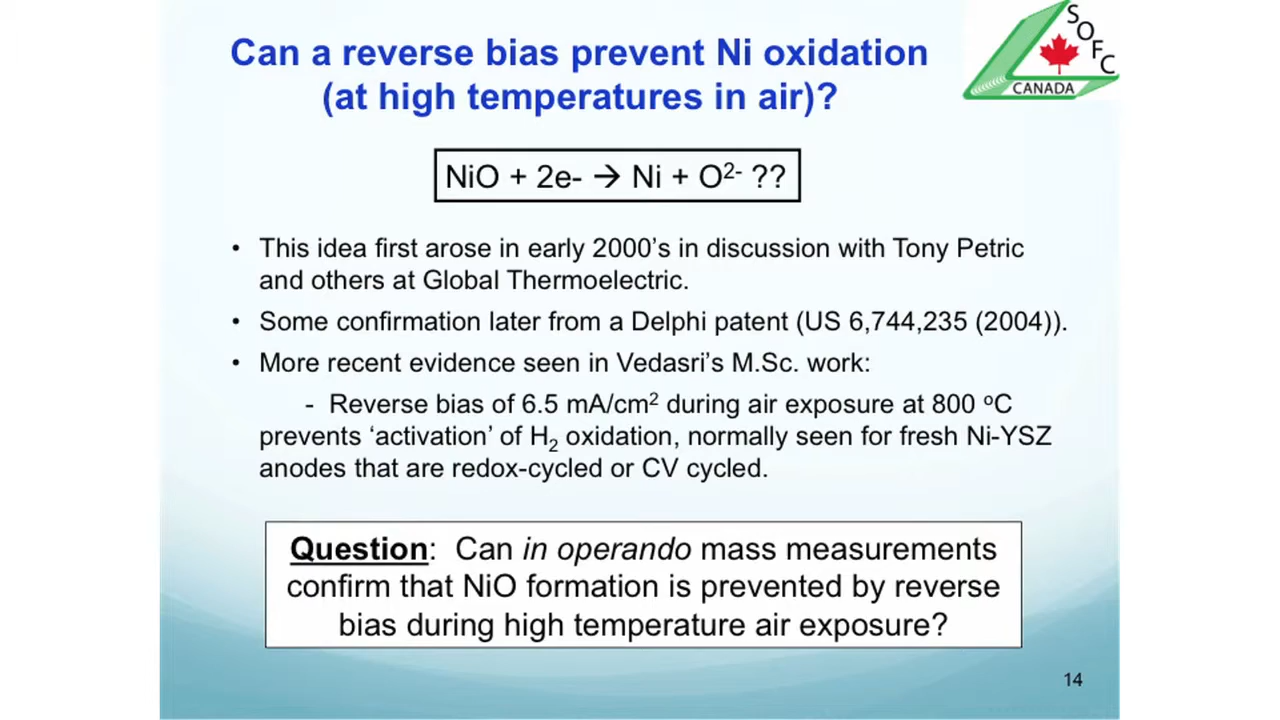 Can a reverse bias prevent Ni oxidation
(at high temperatures in air)?
SOFC
CANADA
NiO + 2e- → Ni + O²⁻ ??
• This idea first arose in early 2000's in discussion with Tony Petric
and others at Global Thermoelectric.
• Some confirmation later from a Delphi patent (US 6,744,235 (2004)).
• More recent evidence seen in Vedasri's M.Sc. work:
- Reverse bias of 6.5 mA/cm² during air exposure at 800 ᵒC
prevents ‘activation’ of H₂ oxidation, normally seen for fresh Ni-YSZ
anodes that are redox-cycled or CV cycled.
Question: Can in operando mass measurements
confirm that NiO formation is prevented by reverse
bias during high temperature air exposure?
14